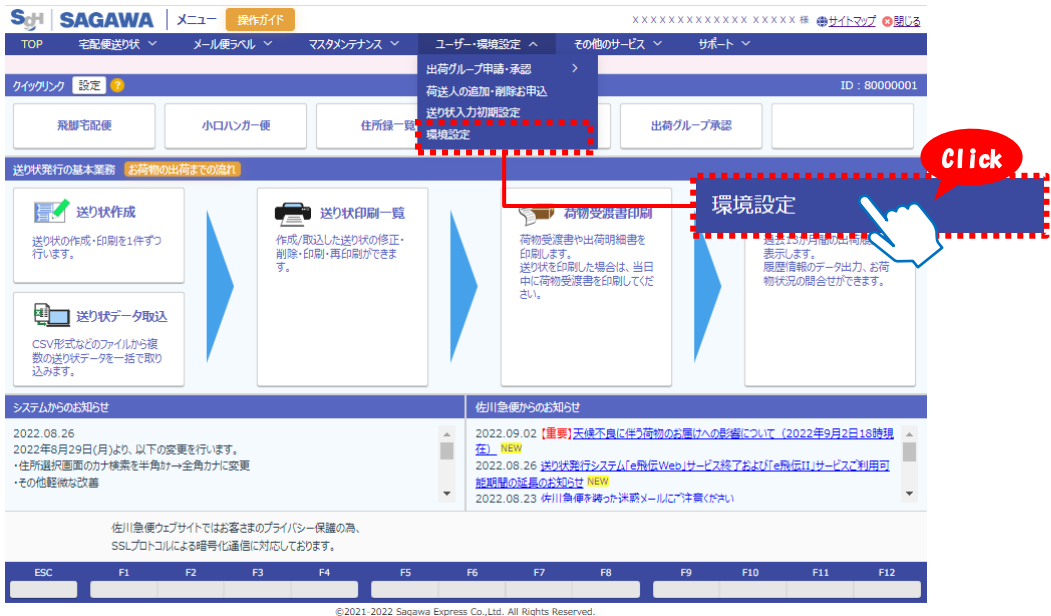 SGH SAGAWA メニュー 操作ガイド XXXXXXXXXXXXXX XXXXX 様 サイトマップ 閉じる
TOP 宅配便送り状 メール便ラベル マスタメンテナンス ユーザー・環境設定 その他のサービス サポート
出荷グループ申請・承認 >
荷送人の追加・削除お申込
送り状入力初期設定
環境設定
クイックリンク 設定 ? ID : 80000001
飛脚宅配便 小口ハンガー便 住所録一覧 出荷グループ承認
Click
環境設定
送り状発行の基本業務 お荷物の出荷までの流れ
送り状作成
送り状の作成・印刷を1件ずつ
行います。
送り状データ取込
CSV形式などのファイルから複
数の送り状データを一括で取り
込みます。
送り状印刷一覧
作成/取込した送り状の修正・
削除・印刷・再印刷ができま
す。
荷物受渡書印刷
荷物受渡書や出荷明細書を
印刷します。
送り状を印刷した場合は、当日
中に荷物受渡書を印刷してくだ
さい。
過去13か月間の出荷履
表示します。
履歴情報のデータ出力、お荷
物状況の問合せができます。
システムからのお知らせ
2022.08.26
2022年8月29日(月)より、以下の変更を行います。
・住所選択画面のカナ検索を半角ｶﾅ→全角カナに変更
・その他軽微な改善
佐川急便からのお知らせ
2022.09.02 【重要】天候不良に伴う荷物のお届けへの影響について (2022年9月2日18時現
在) NEW
2022.08.26 送り状発行システム「e飛伝Web」サービス終了および「e飛伝II」サービスご利用可
能期間の延長のお知らせ NEW
2022.08.23 佐川急便を装った迷惑メールにご注意ください
佐川急便ウェブサイトではお客さまのプライバシー保護の為、
SSLプロトコルによる暗号化通信に対応しております。
ESC F1 F2 F3 F4 F5 F6 F7 F8 F9 F10 F11 F12
©2021-2022 Sagawa Express Co.,Ltd. All Rights Reserved.